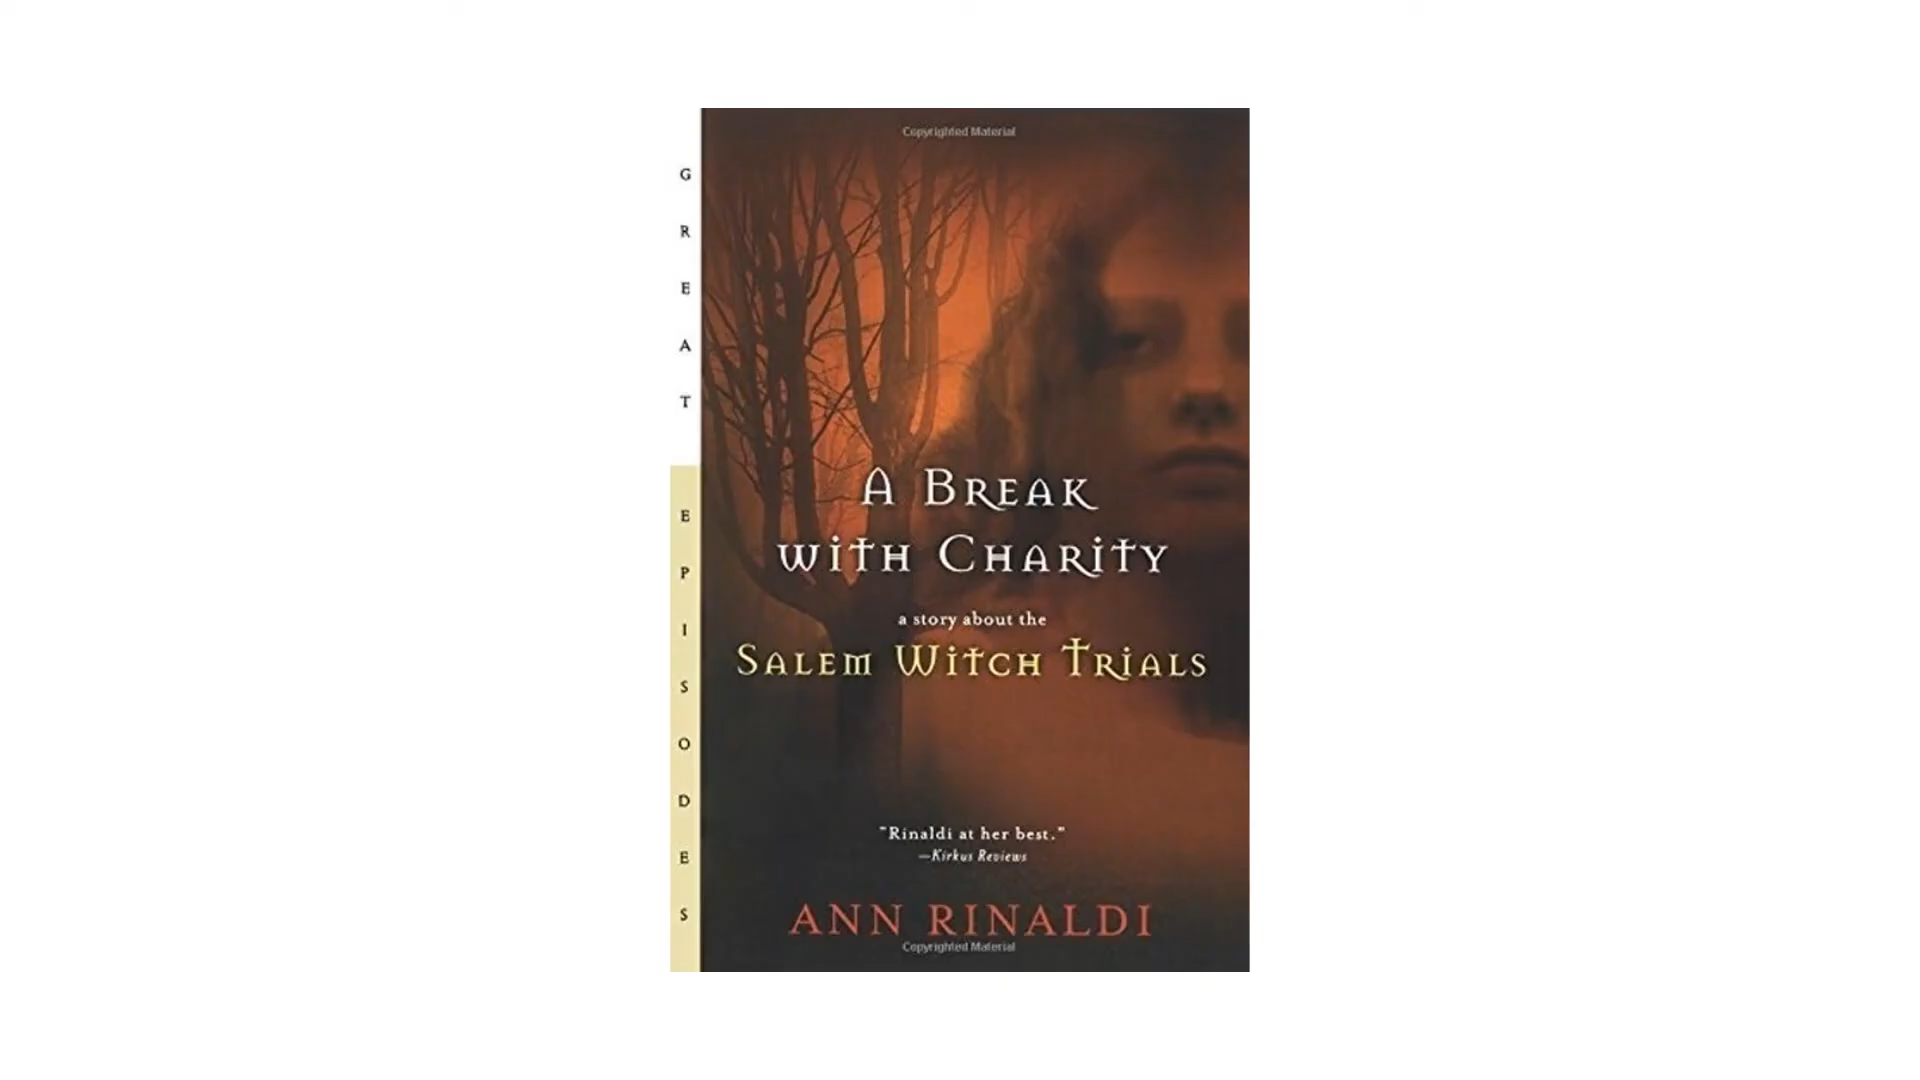 Copyrighted Material
GREAT EPISODES
A BREAK
WITH CHARITY
a story about the
SALEM WITCH TRIALS
"Rinaldi at her best."
—Kirkus Reviews
ANN RINALDI
Copyrighted Material